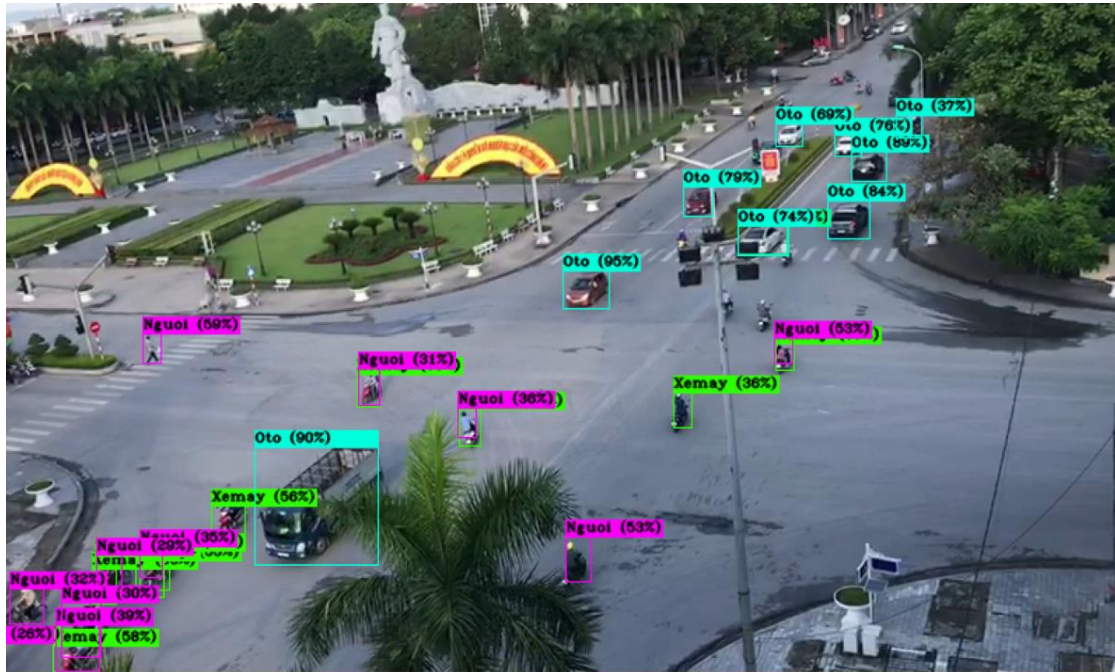 Oto (37%)
Oto (69%)
Oto (76%)
Oto (89%)
Oto (79%)
Oto (84%)
Oto (74%)
Oto (95%)
Nguoi (59%)
Nguoi (53%)
Nguoi (31%)
Xemay (36%)
Nguoi (36%)
Oto (90%)
Xemay (56%)
Nguoi (53%)
Nguoi (35%)
Nguoi (29%)
Nguoi (32%)
Nguoi (30%)
Nguoi (39%)
(26%)
Xemay (58%)